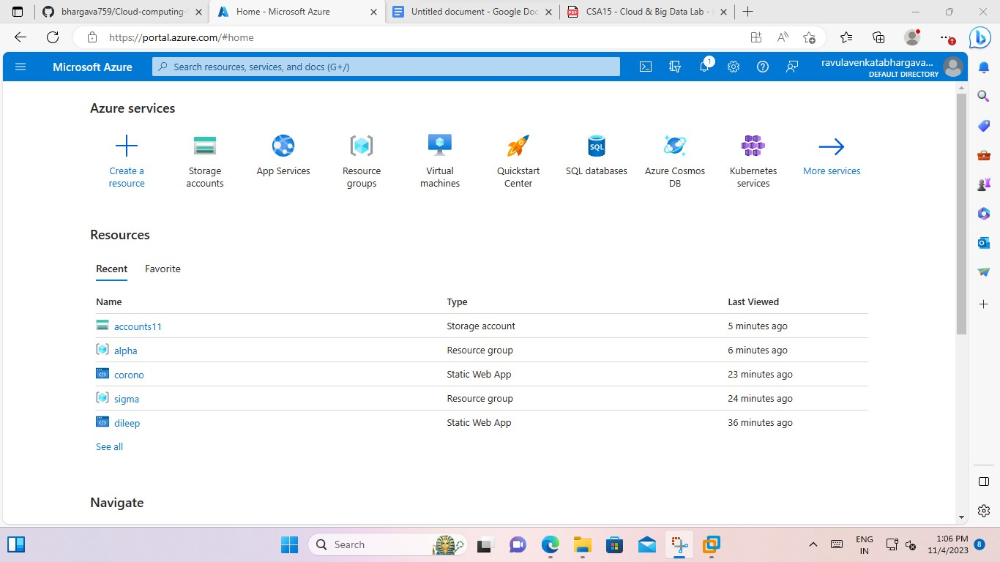 bhargava759/Cloud-computing-
Home - Microsoft Azure
Untitled document - Google Doc
CSA15 - Cloud & Big Data Lab -
https://portal.azure.com/#home
Microsoft Azure
Search resources, services, and docs (G+/)
1
ravulavenkatabhargava...
DEFAULT DIRECTORY
Azure services
Create a
resource
Storage
accounts
App Services
Resource
groups
Virtual
machines
Quickstart
Center
SQL
SQL databases
Azure Cosmos
DB
Kubernetes
services
More services
Resources
Recent
Favorite
Name Type Last Viewed
accounts11 Storage account 5 minutes ago
alpha Resource group 6 minutes ago
corono Static Web App 23 minutes ago
sigma Resource group 24 minutes ago
dileep Static Web App 36 minutes ago
See all
Navigate
Search
ENG
IN
1:06 PM
11/4/2023
8